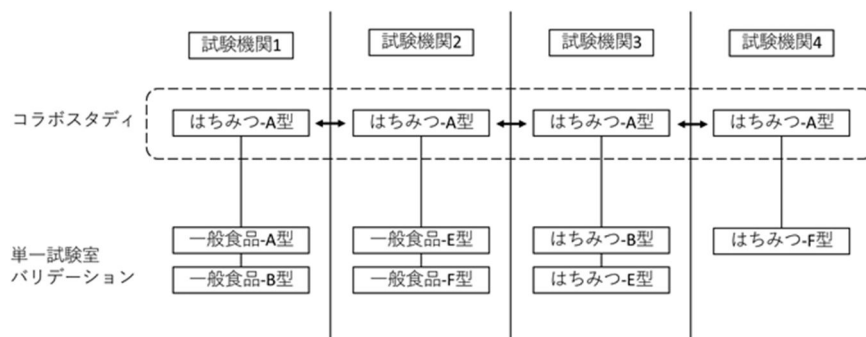 試験機関1
試験機関2
試験機関3
試験機関4
コラボスタディ
はちみつ-A型
はちみつ-A型
はちみつ-A型
はちみつ-A型
単一試験室
バリデーション
一般食品-A型
一般食品-E型
はちみつ-B型
はちみつ-F型
一般食品-B型
一般食品-F型
はちみつ-E型